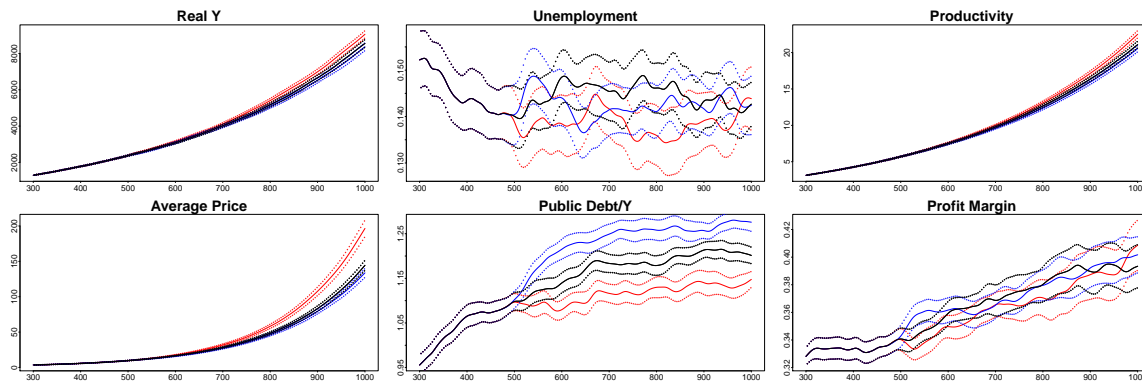 Real Y
2000 4000 6000 8000
300 400 500 600 700 800 900 1000
Unemployment
0.130 0.140 0.150
300 400 500 600 700 800 900 1000
Productivity
5 10 15 20
300 400 500 600 700 800 900 1000
Average Price
0 50 100 150 200
300 400 500 600 700 800 900 1000
Public Debt/Y
0.95 1.05 1.15 1.25
300 400 500 600 700 800 900 1000
Profit Margin
0.32 0.34 0.36 0.38 0.40 0.42
300 400 500 600 700 800 900 1000